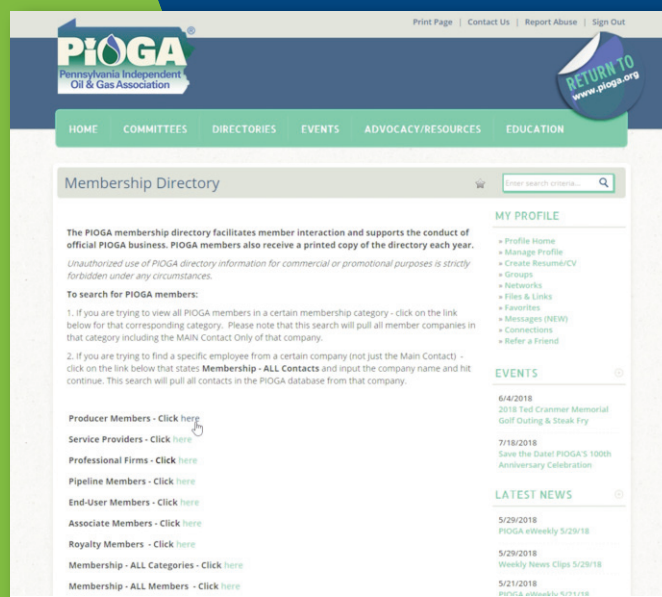 Print Page | Contact Us | Report Abuse | Sign Out
PIOGA®
Pennsylvania Independent
Oil & Gas Association
RETURN TO
www.pioga.org
HOME COMMITTEES DIRECTORIES EVENTS ADVOCACY/RESOURCES EDUCATION
Membership Directory
Enter search criteria...
The PIOGA membership directory facilitates member interaction and supports the conduct of
official PIOGA business. PIOGA members also receive a printed copy of the directory each year.
Unauthorized use of PIOGA directory information for commercial or promotional purposes is strictly
forbidden under any circumstances.
To search for PIOGA members:
1. If you are trying to view all PIOGA members in a certain membership category - click on the link
below for that corresponding category. Please note that this search will pull all member companies in
that category including the MAIN Contact Only of that company.
2. If you are trying to find a specific employee from a certain company (not just the Main Contact) -
click on the link below that states Membership - ALL Contacts and input the company name and hit
continue. This search will pull all contacts in the PIOGA database from that company.
Producer Members - Click here
Service Providers - Click here
Professional Firms - Click here
Pipeline Members - Click here
End-User Members - Click here
Associate Members - Click here
Royalty Members - Click here
Membership - ALL Categories - Click here
Membership - ALL Members - Click here
MY PROFILE
» Profile Home
» Manage Profile
» Create Resumé/CV
» Groups
» Networks
» Files & Links
» Favorites
» Messages (NEW)
» Connections
» Refer a Friend
EVENTS
6/4/2018
2018 Ted Cranmer Memorial
Golf Outing & Steak Fry
7/18/2018
Save the Date! PIOGA'S 100th
Anniversary Celebration
LATEST NEWS
5/29/2018
PIOGA eWeekly 5/29/18
5/29/2018
Weekly News Clips 5/29/18
5/21/2018
PIOGA eWeekly 5/21/18